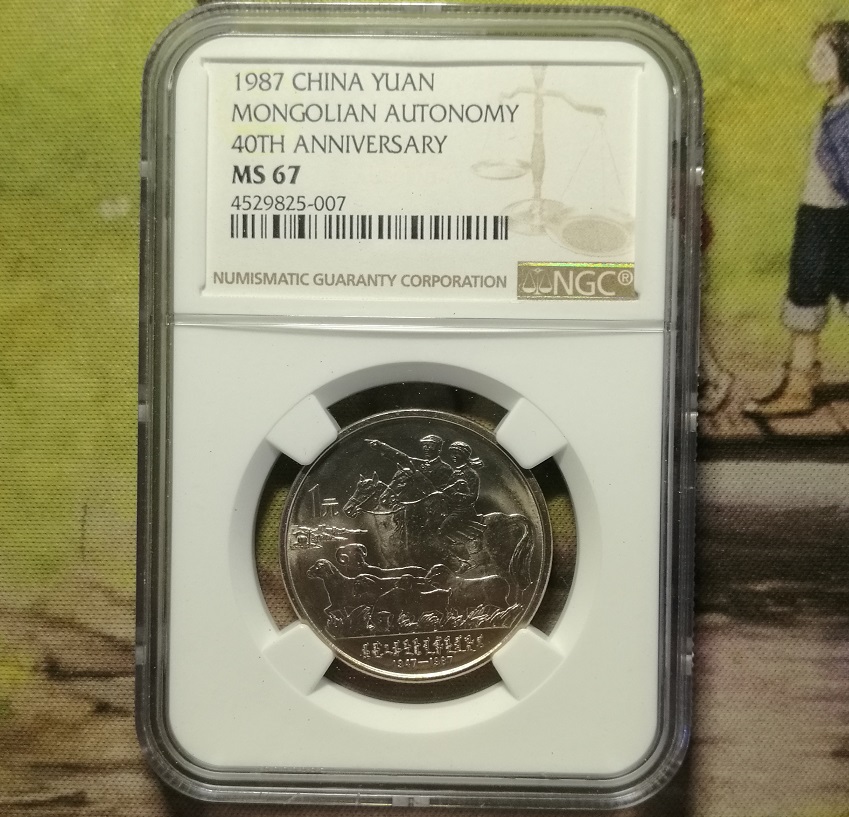 1987 CHINA YUAN
MONGOLIAN AUTONOMY
40TH ANNIVERSARY
MS 67
4529825-007
NUMISMATIC GUARANTY CORPORATION NGC®
1元
1947—1987